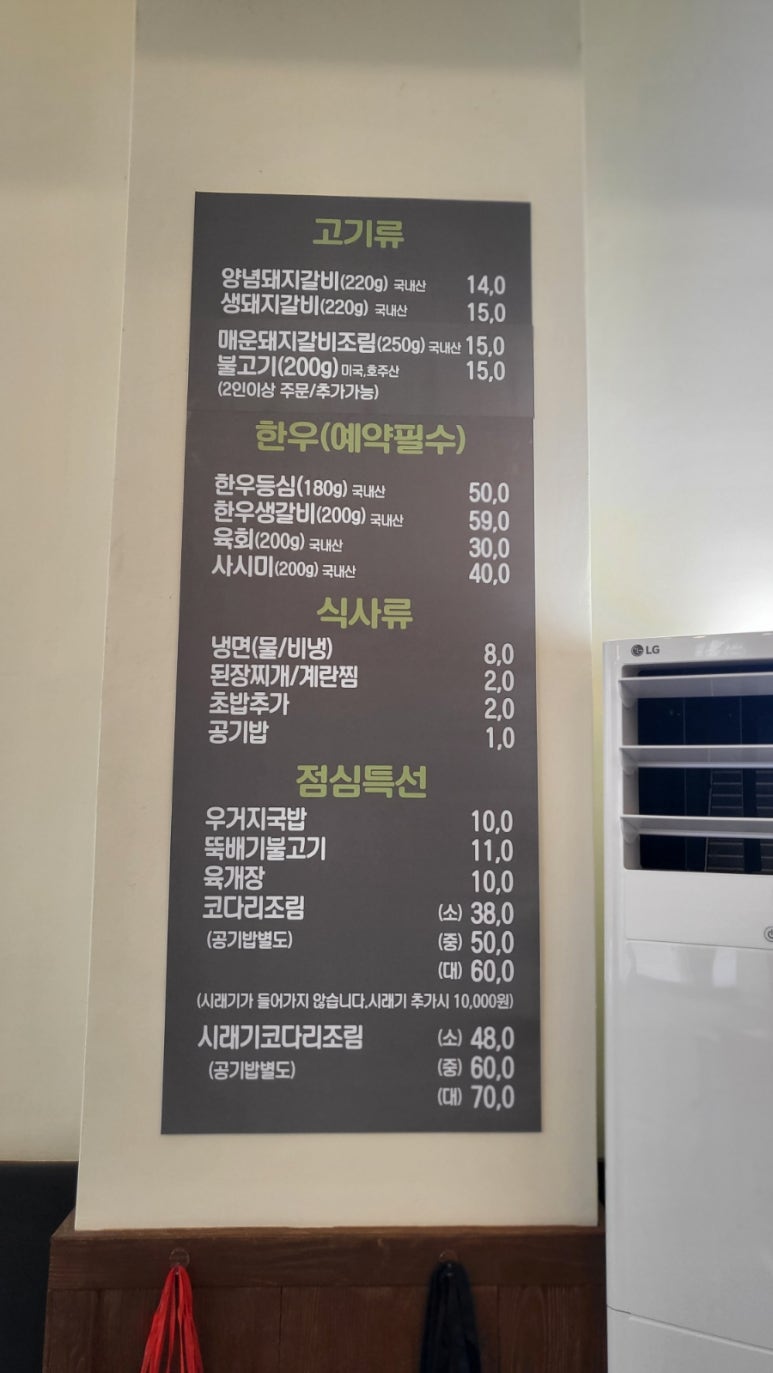 고기류
양념돼지갈비(220g) 국내산 14,0
생돼지갈비(220g) 국내산 15,0
매운돼지갈비조림(250g) 국내산 15,0
불고기(200g) 미국,호주산 15,0
(2인이상 주문/추가가능)
한우(예약필수)
한우등심(180g) 국내산 50,0
한우생갈비(200g) 국내산 59,0
육회(200g) 국내산 30,0
사시미(200g) 국내산 40,0
식사류
냉면(물/비냉) 8,0
된장찌개/계란찜 2,0
초밥추가 2,0
공기밥 1,0
점심특선
우거지국밥 10,0
뚝배기불고기 11,0
육개장 10,0
코다리조림 (소) 38,0
(공기밥별도) (중) 50,0
(대) 60,0
(시래기가 들어가지 않습니다.시래기 추가시 10,000원)
시래기코다리조림 (소) 48,0
(공기밥별도) (중) 60,0
(대) 70,0
LG